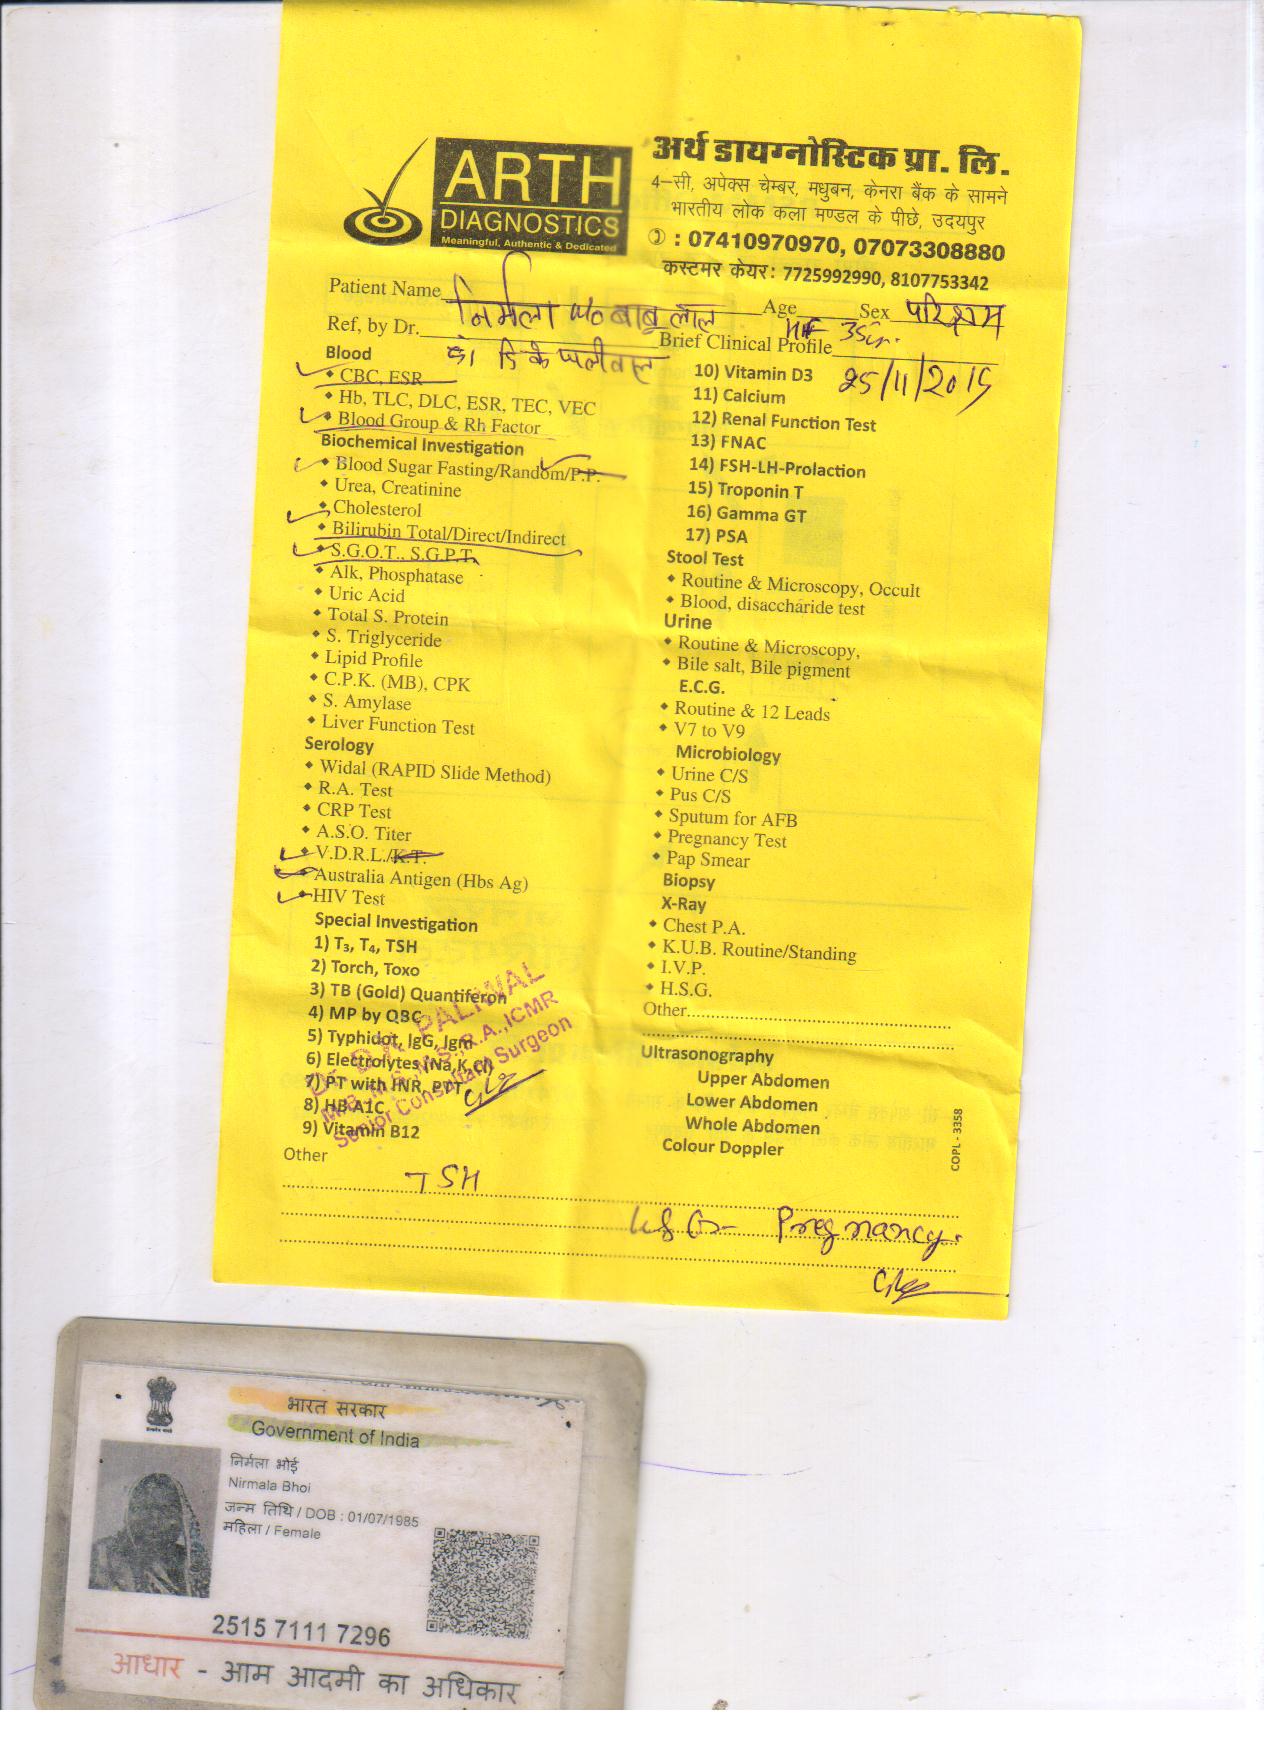 ARTH
DIAGNOSTICS
Meaningful, Authentic & Dedicated
अर्थ डायग्नोस्टिक प्रा. लि.
4-सी, अपेक्स चेम्बर, मधुबन, केनरा बैंक के सामने
भारतीय लोक कला मण्डल के पीछे, उदयपुर
: 07410970970, 07073308880
कस्टमर केयर: 7725992990, 8107753342
Patient Name निर्मला w/o बाबु लाल Age Sex
Ref, by Dr. डा डि के पलीवाल
Brief Clinical Profile
25/11/2019
Blood
CBC, ESR
Hb, TLC, DLC, ESR, TEC, VEC
Blood Group & Rh Factor
Biochemical Investigation
Blood Sugar Fasting/Random/P.P.
Urea, Creatinine
Cholesterol
Bilirubin Total/Direct/Indirect
S.G.O.T., S.G.P.T.
Alk, Phosphatase
Uric Acid
Total S. Protein
S. Triglyceride
Lipid Profile
C.P.K. (MB), CPK
S. Amylase
Liver Function Test
Serology
Widal (RAPID Slide Method)
R.A. Test
CRP Test
A.S.O. Titer
V.D.R.L./K.T.
Australia Antigen (Hbs Ag)
HIV Test
Special Investigation
1) T₃, T₄, TSH
2) Torch, Toxo
3) TB (Gold) Quantiferon
4) MP by QBC
5) Typhidot, IgG, Igm
6) Electrolytes (Na,K,Cl)
7) PT with INR, PTT
8) HB A1C
9) Vitamin B12
Dr. D.K. PALIWAL
M.B.,B.S.,M.S.,R.A.,ICMR
Senior Consultant Surgeon
Other
TSH
10) Vitamin D3
11) Calcium
12) Renal Function Test
13) FNAC
14) FSH-LH-Prolaction
15) Troponin T
16) Gamma GT
17) PSA
Stool Test
Routine & Microscopy, Occult
Blood, disaccharide test
Urine
Routine & Microscopy,
Bile salt, Bile pigment
E.C.G.
Routine & 12 Leads
V7 to V9
Microbiology
Urine C/S
Pus C/S
Sputum for AFB
Pregnancy Test
Pap Smear
Biopsy
X-Ray
Chest P.A.
K.U.B. Routine/Standing
I.V.P.
H.S.G.
Other
Ultrasonography
Upper Abdomen
Lower Abdomen
Whole Abdomen
Colour Doppler
COPL - 3358
Pregnancy.
भारत सरकार
Government of India
निर्मला भोई
Nirmala Bhoi
जन्म तिथि / DOB : 01/07/1985
महिला / Female
2515 7111 7296
आधार - आम आदमी का अधिकार